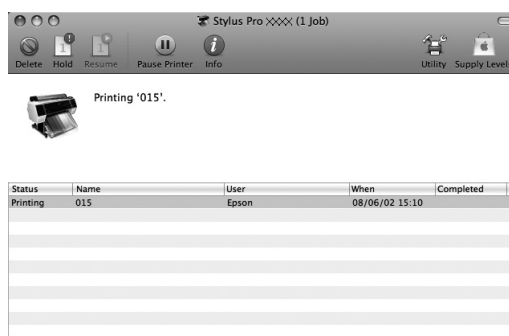 Stylus Pro XXXX (1 Job)
Delete Hold Resume Pause Printer Info Utility Supply Level
Printing '015'.
Status Name User When Completed
Printing 015 Epson 08/06/02 15:10